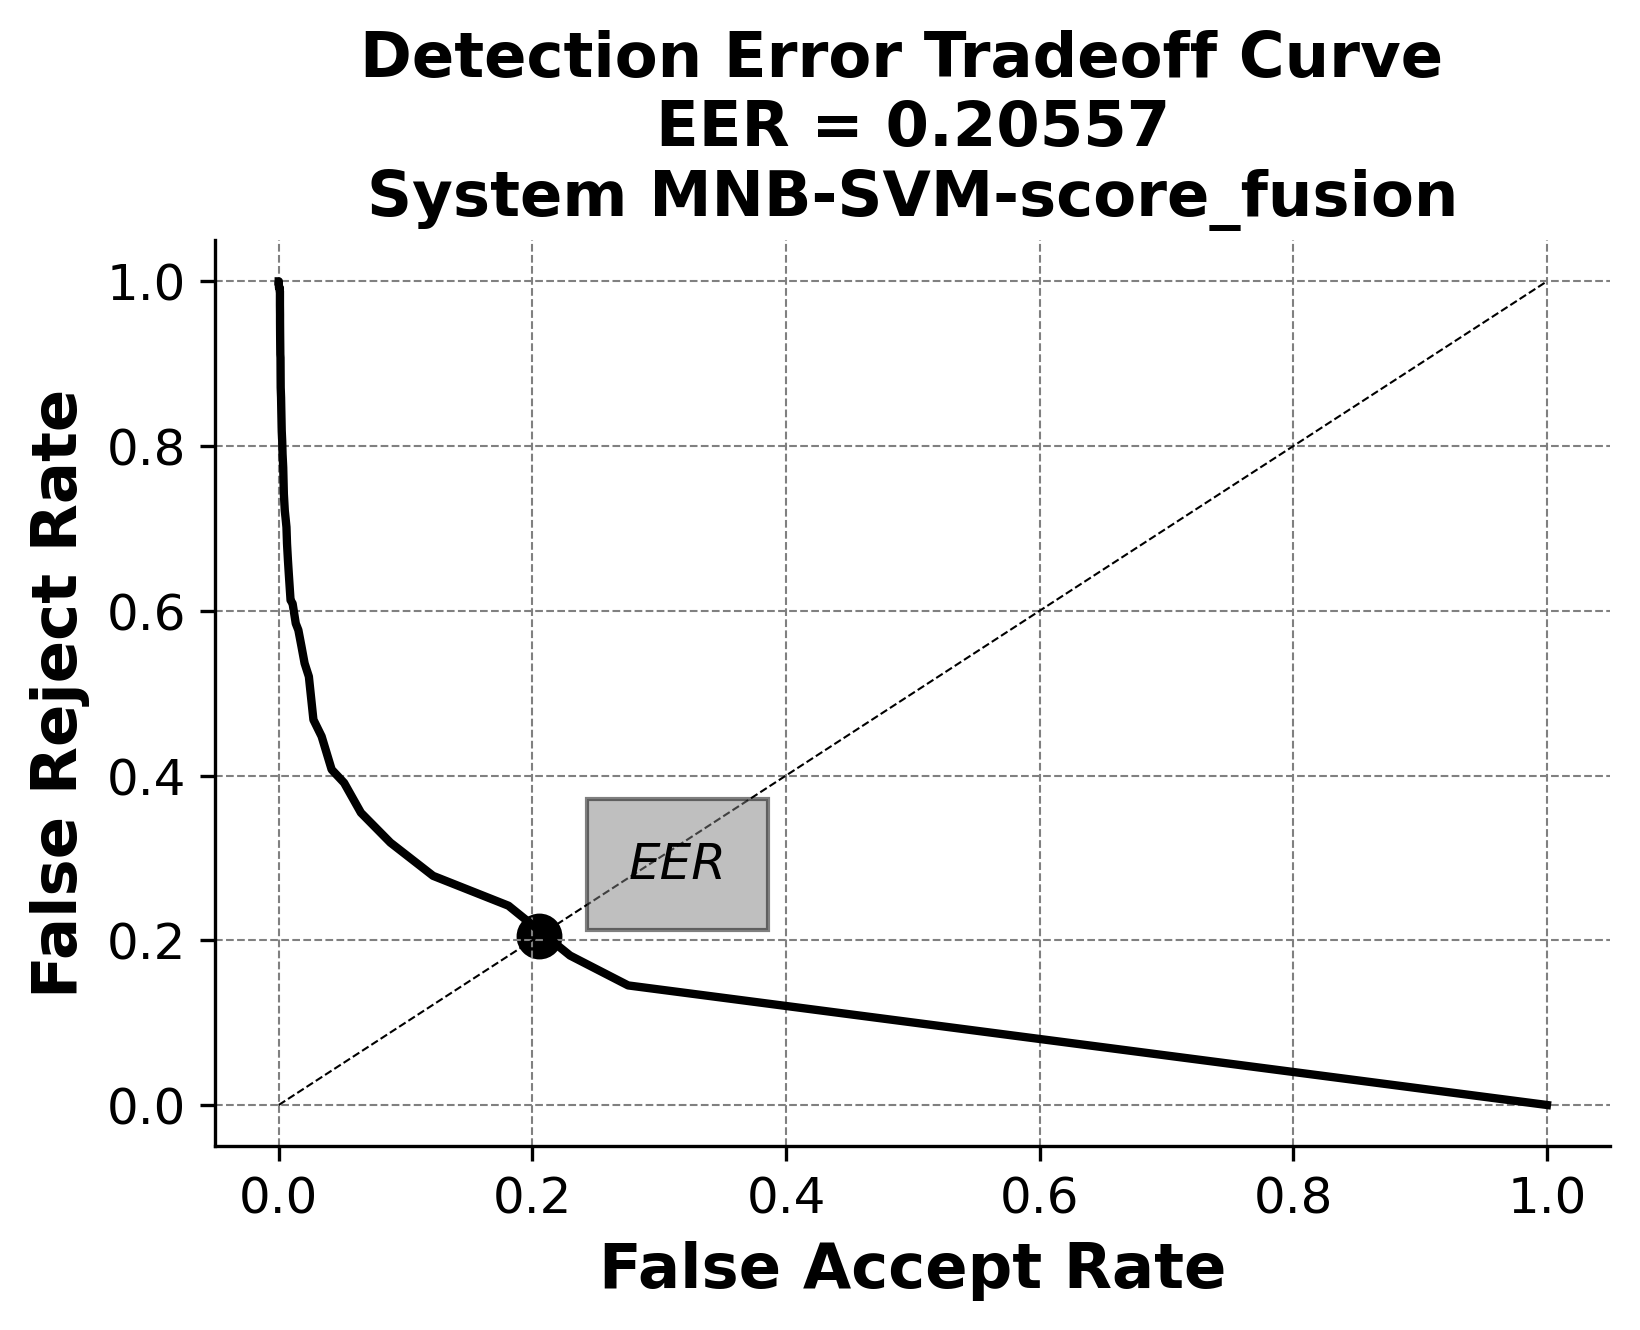 Detection Error Tradeoff Curve
EER = 0.20557
System MNB-SVM-score_fusion
False Reject Rate
1.0
0.8
0.6
0.4
0.2
0.0
EER
0.0 0.2 0.4 0.6 0.8 1.0
False Accept Rate